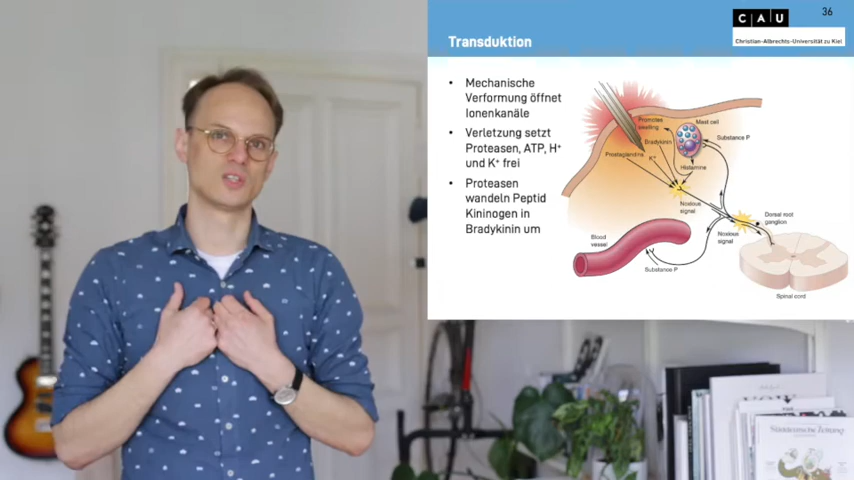 36
CAU
Christian-Albrechts-Universität zu Kiel
Transduktion
• Mechanische
Verformung öffnet
Ionenkanäle
• Verletzung setzt
Proteasen, ATP, H⁺
und K⁺ frei
• Proteasen
wandeln Peptid
Kininogen in
Bradykinin um
Promotes
swelling
Mast cell
Substance P
Bradykinin
Prostaglandins
K⁺
Histamine
Noxious
signal
Dorsal root
ganglion
Noxious
signal
Blood
vessel
Substance P
Spinal cord
Süddeutsche Zeitung